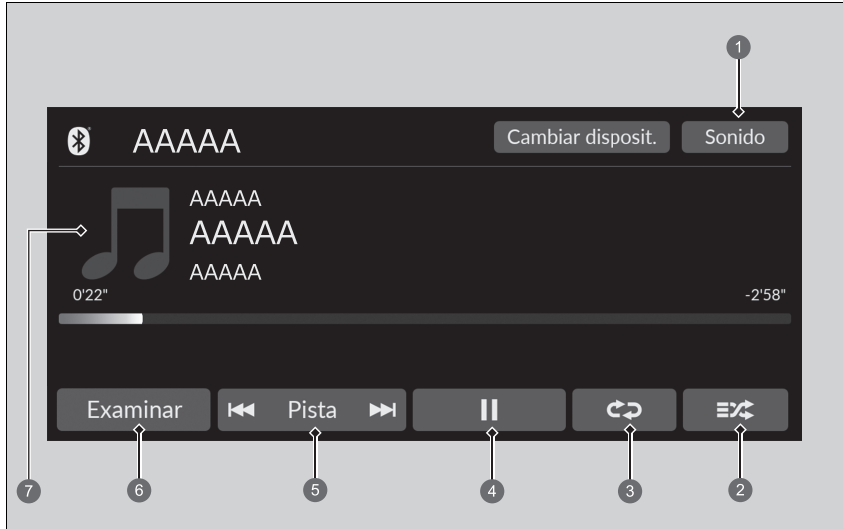 1
AAAAA Cambiar disposit. Sonido
AAAAA
AAAAA
AAAAA
7
0'22" -2'58"
Examinar Pista
6 5 4 3 2